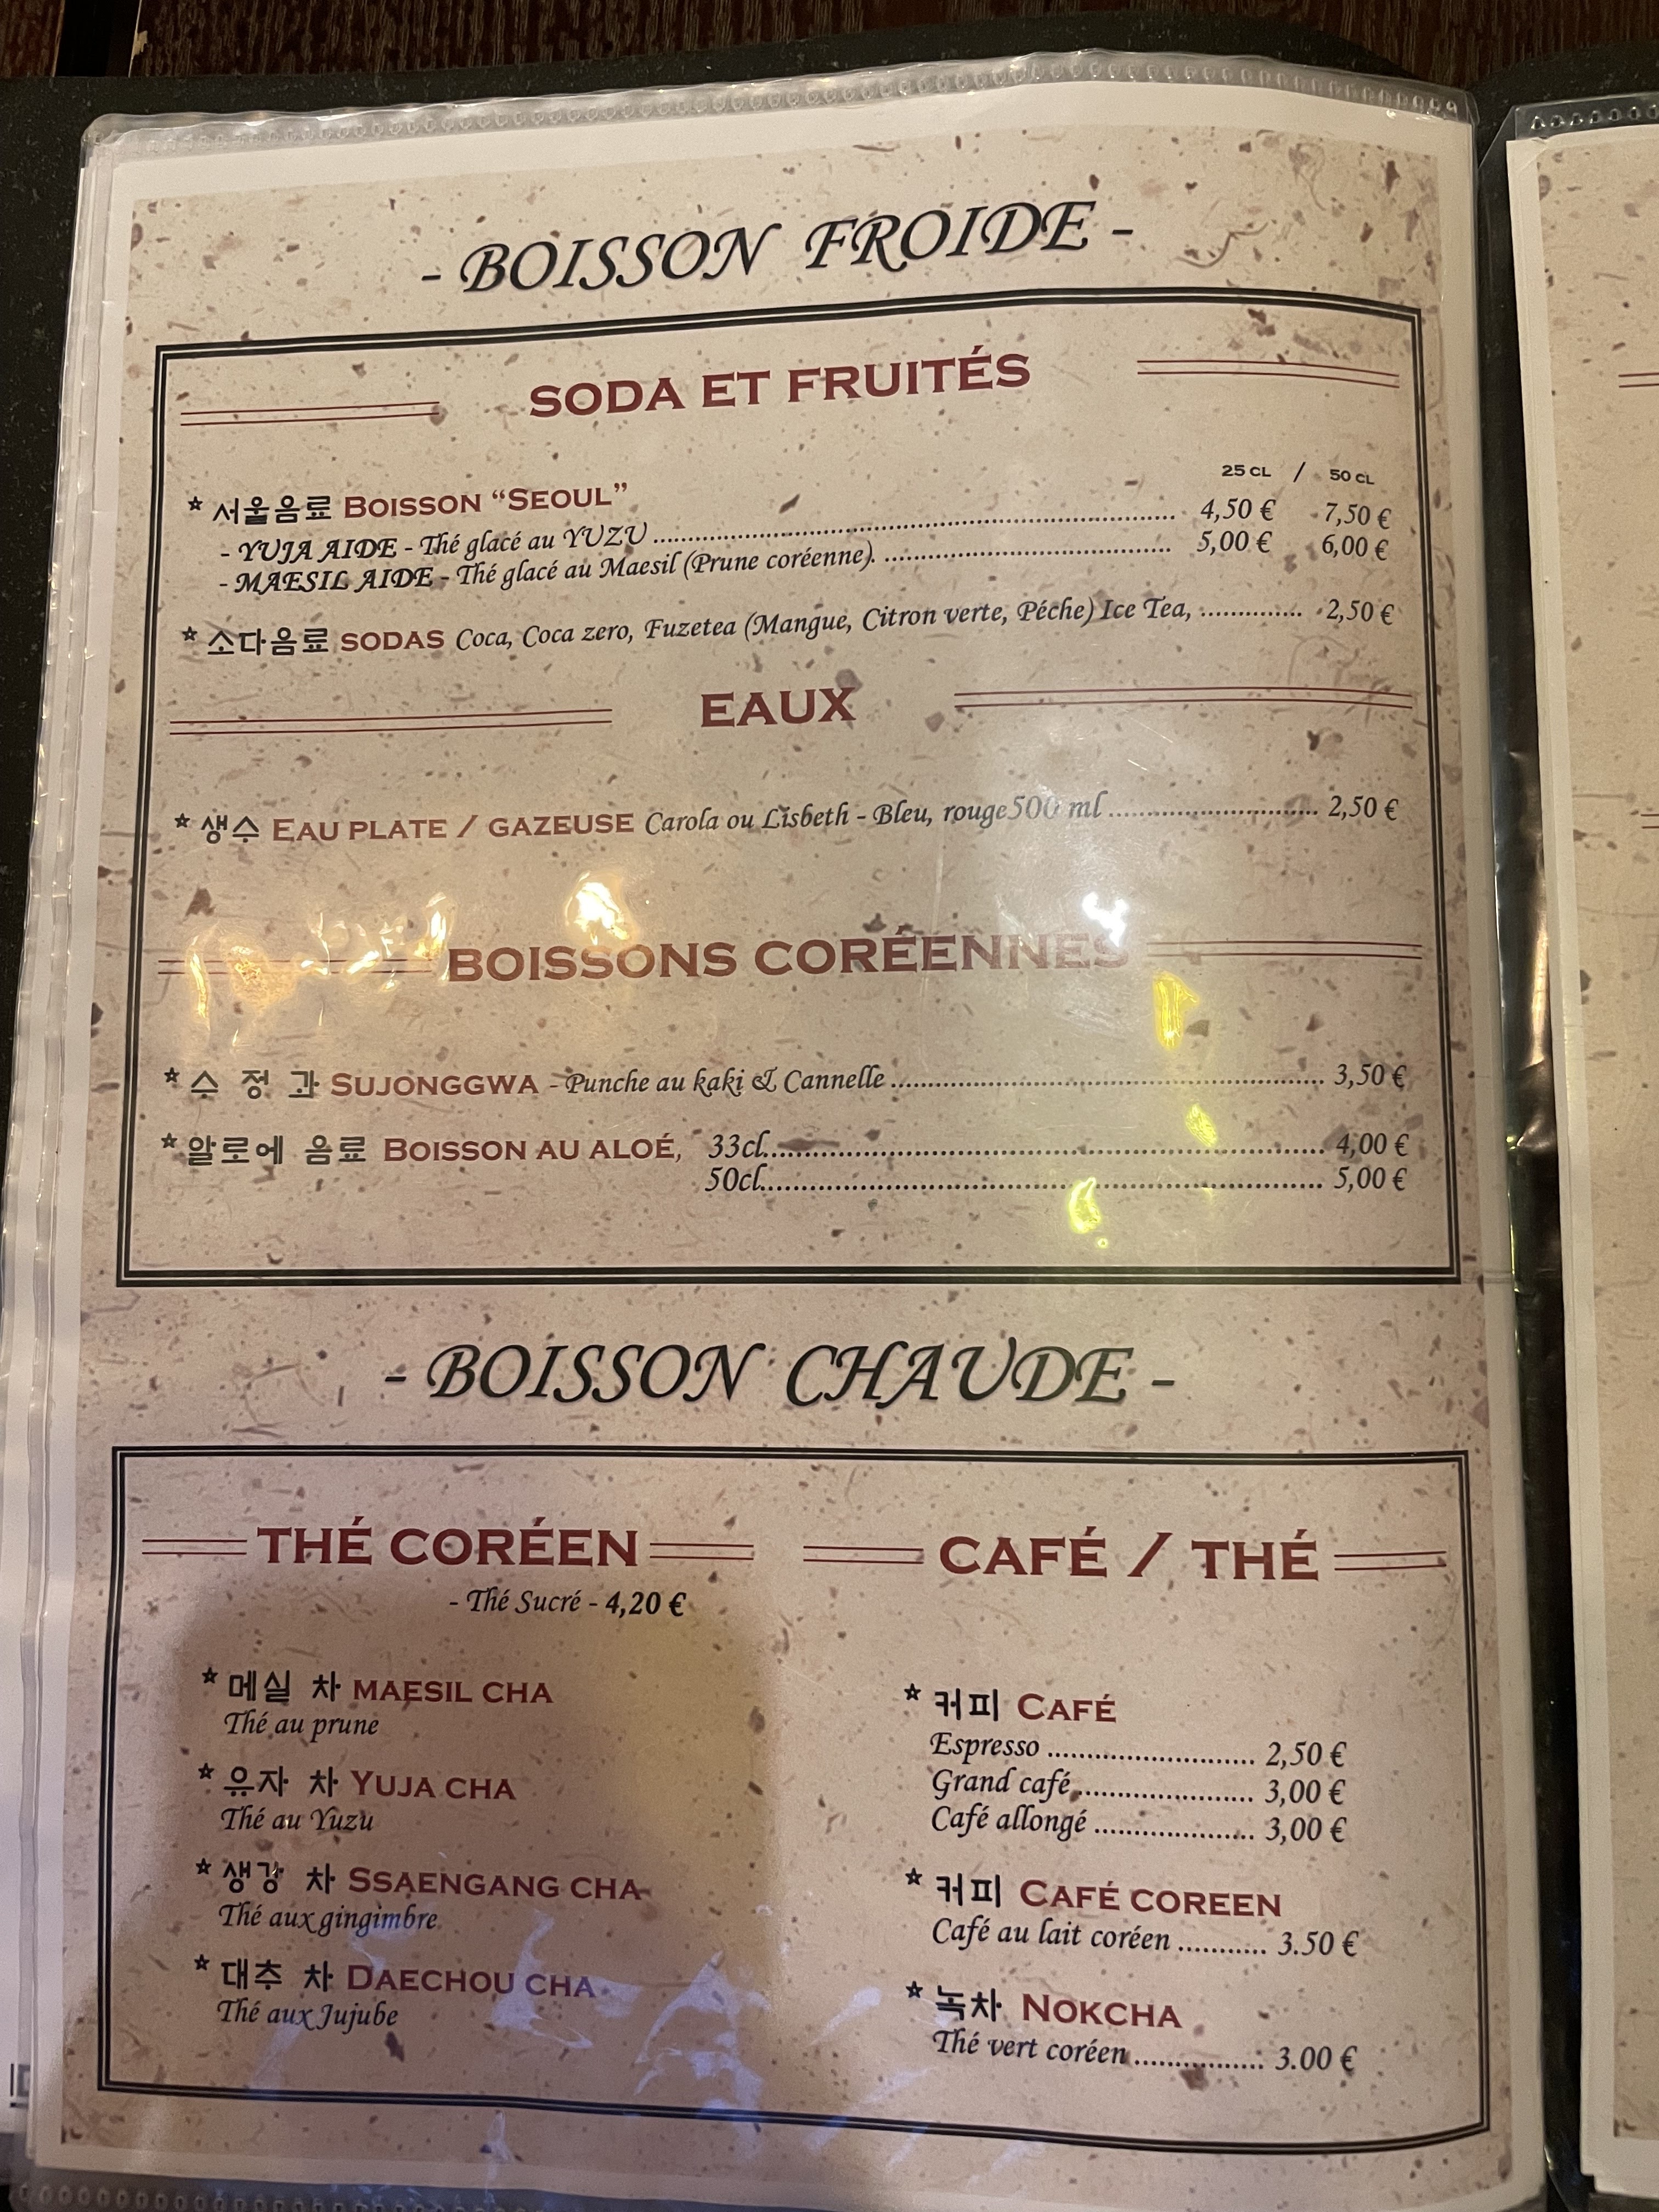 - BOISSON FROIDE -
SODA ET FRUITÉS
25 CL / 50 CL
* 서울음료 BOISSON “SEOUL”
- YUJA AIDE - Thé glacé au YUZU ........ 4,50 € 7,50 €
- MAESIL AIDE - Thé glacé au Maesil (Prune coréenne). ........ 5,00 € 6,00 €
* 소다음료 SODAS Coca, Coca zero, Fuzetea (Mangue, Citron verte, Péche) Ice Tea, ........ 2,50 €
EAUX
* 생수 EAU PLATE / GAZEUSE Carola ou Lisbeth - Bleu, rouge500 ml ........ 2,50 €
BOISSONS CORÉENNES
* 수 정 과 SUJONGGWA - Punche au kaki & Cannelle ........ 3,50 €
* 알로에 음료 BOISSON AU ALOÉ, 33cl ........ 4,00 €
50cl ........ 5,00 €
- BOISSON CHAUDE -
THÉ CORÉEN
- Thé Sucré - 4,20 €
* 메실 차 MAESIL CHA
Thé au prune
* 유자 차 YUJA CHA
Thé au Yuzu
* 생강 차 SSAENGANG CHA
Thé aux gingimbre
* 대추 차 DAECHOU CHA
Thé aux Jujube
CAFÉ / THÉ
* 커피 CAFÉ
Espresso ........ 2,50 €
Grand café ........ 3,00 €
Café allongé ........ 3,00 €
* 커피 CAFÉ COREEN
Café au lait coréen ........ 3.50 €
* 녹차 NOKCHA
Thé vert coréen ........ 3.00 €